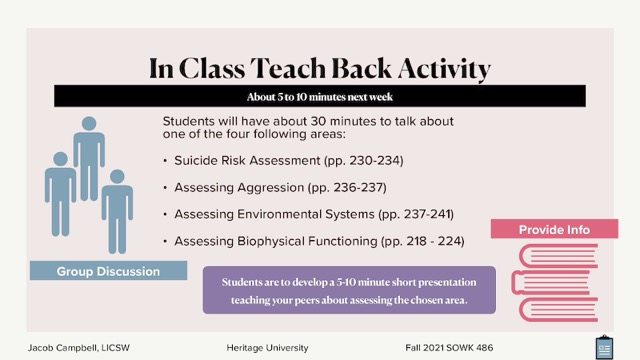 In Class Teach Back Activity
About 5 to 10 minutes next week
Students will have about 30 minutes to talk about
one of the four following areas:
• Suicide Risk Assessment (pp. 230-234)
• Assessing Aggression (pp. 236-237)
• Assessing Environmental Systems (pp. 237-241)
• Assessing Biophysical Functioning (pp. 218 - 224)
Provide Info
Group Discussion
Students are to develop a 5-10 minute short presentation
teaching your peers about assessing the chosen area.
Jacob Campbell, LICSW
Heritage University
Fall 2021 SOWK 486